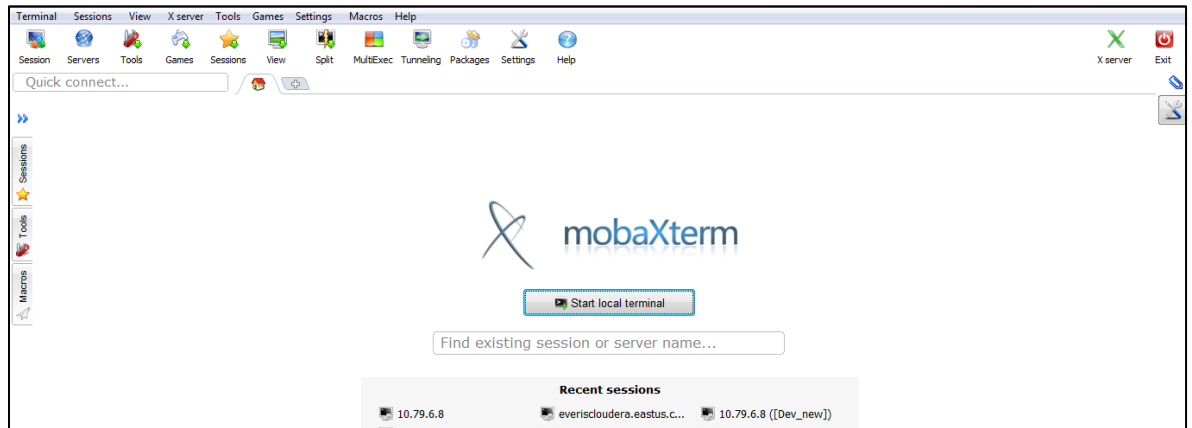 Terminal Sessions View X server Tools Games Settings Macros Help
Session Servers Tools Games Sessions View Split MultiExec Tunneling Packages Settings Help X server Exit
Quick connect...
Sessions
Tools
Macros
mobaXterm
Start local terminal
Find existing session or server name...
Recent sessions
10.79.6.8 everiscloudera.eastus.c... 10.79.6.8 ([Dev_new])